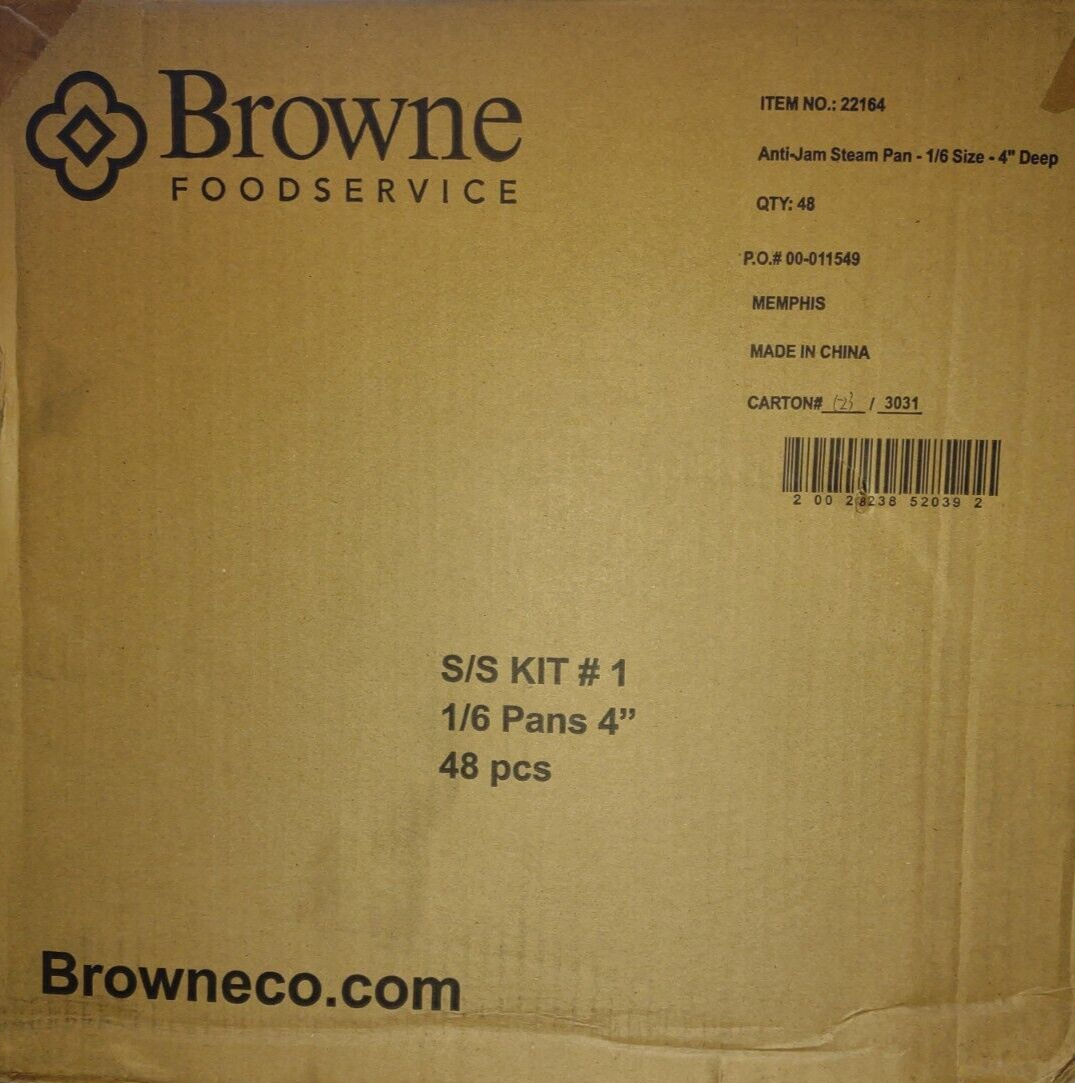 Browne
FOODSERVICE
ITEM NO.: 22164
Anti-Jam Steam Pan - 1/6 Size - 4" Deep
QTY: 48
P.O.# 00-011549
MEMPHIS
MADE IN CHINA
CARTON# / 3031
2 00 28238 52039 2
S/S KIT # 1
1/6 Pans 4”
48 pcs
Browneco.com